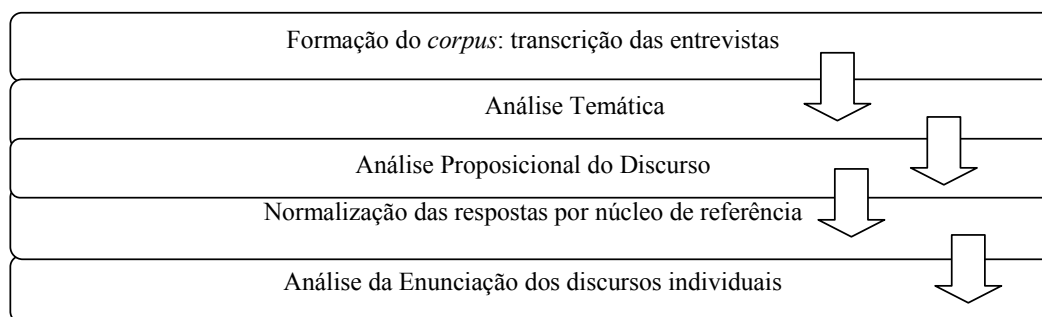 Formação do corpus: transcrição das entrevistas
Análise Temática
Análise Proposicional do Discurso
Normalização das respostas por núcleo de referência
Análise da Enunciação dos discursos individuais